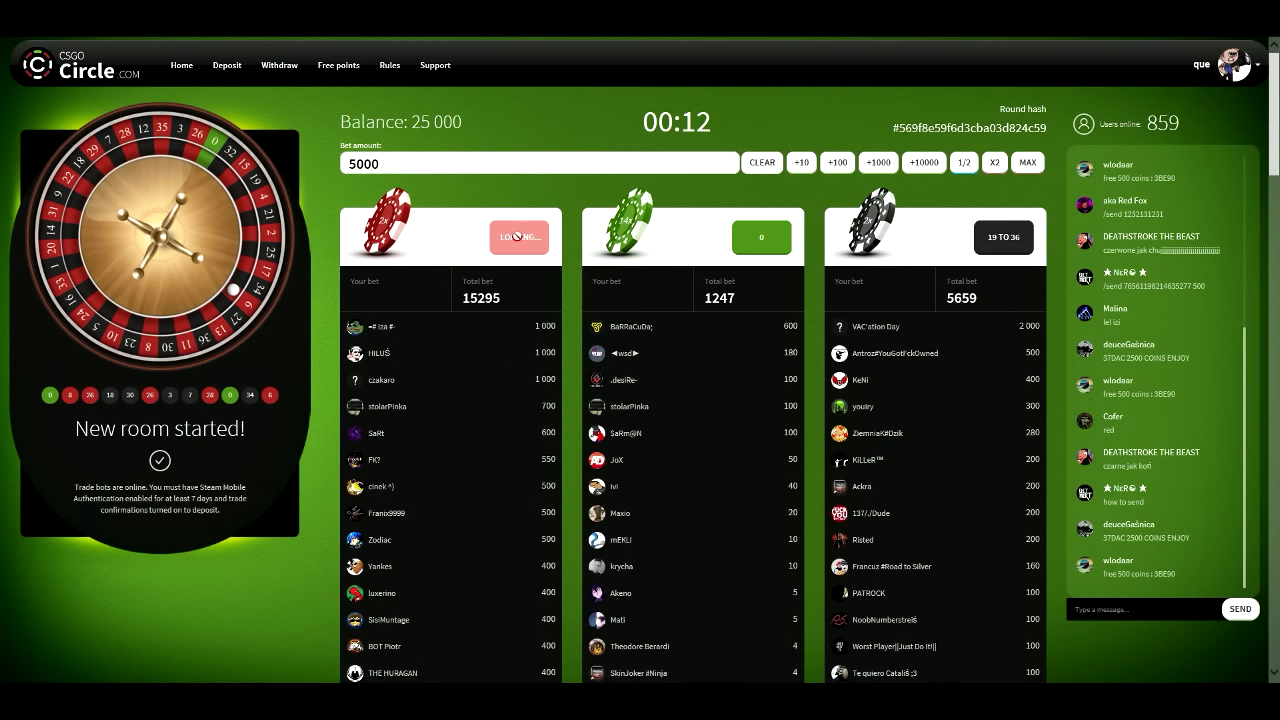 CSGO
Circle.COM
Home
Deposit
Withdraw
Free points
Rules
Support
que
Balance: 25 000
00:12
Round hash
#569f8e59f6d3cba03d824c59
Users online: 859
Bet amount:
5000
CLEAR
+10
+100
+1000
+10000
1/2
X2
MAX
2x
14x
0
19 TO 36
Your bet
Total bet
15295
Your bet
Total bet
1247
Your bet
Total bet
5659
=# Iza #-
1 000
HILUŚ
1 000
czakaro
1 000
stolarPinka
700
SaRt
600
FK?
550
cinek ^)
500
Franix9999
500
Zodiac
500
Yankes
400
luxerino
400
SisiMuntage
400
BOT Piotr
400
THE HURAGAN
400
BaRRaCuDa;
600
◄wsd►
180
.desiRe-
100
stolarPinka
100
$aRm@N
100
JoX
50
ivi
40
Maxio
20
mEKLI
10
krycha
10
Akeno
5
Mati
5
Theodore Berardi
4
SkinJoker #Ninja
4
VAC'ation Day
2 000
Antroz#YouGotFckOwned
500
KeNi
400
youIry
300
ZiemniaK#Dzik
280
KiLLeR™
200
Ackra
200
137/./Dude
200
Risted
200
Francuz #Road to Silver
160
PATROCK
100
NoobNumberstrei$
100
Worst Player||Just Do It!||
100
Te quiero Catali$ ;3
100
wlodaar
free 500 coins : 3BE90
aka Red Fox
/send 1232131231
DEATHSTROKE THE BEAST
★ NεR☯ ★
/send 76561198214635277 500
Malina
lel izi
deuceGaśnica
37DAC 2500 COINS ENJOY
wlodaar
free 500 coins : 3BE90
Cofer
red
DEATHSTROKE THE BEAST
czarne jak koń
★ NεR☯ ★
how to send
deuceGaśnica
37DAC 2500 COINS ENJOY
wlodaar
free 500 coins : 3BE90
Type a message...
SEND
0 8 26 18 30 26 3 7 28 0 34 6
New room started!
Trade bots are online. You must have Steam Mobile
Authentication enabled for at least 7 days and trade
confirmations turned on to deposit.